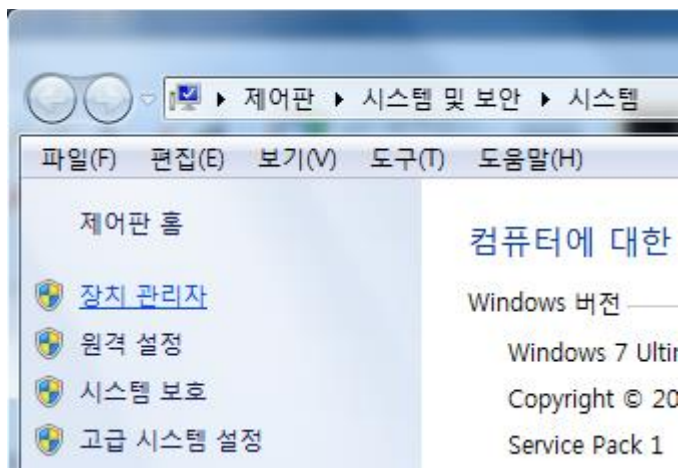 제어판 ▸ 시스템 및 보안 ▸ 시스템
파일(F) 편집(E) 보기(V) 도구(T) 도움말(H)
제어판 홈
장치 관리자
원격 설정
시스템 보호
고급 시스템 설정
컴퓨터에 대한
Windows 버전
Windows 7 Ulti
Copyright © 20
Service Pack 1